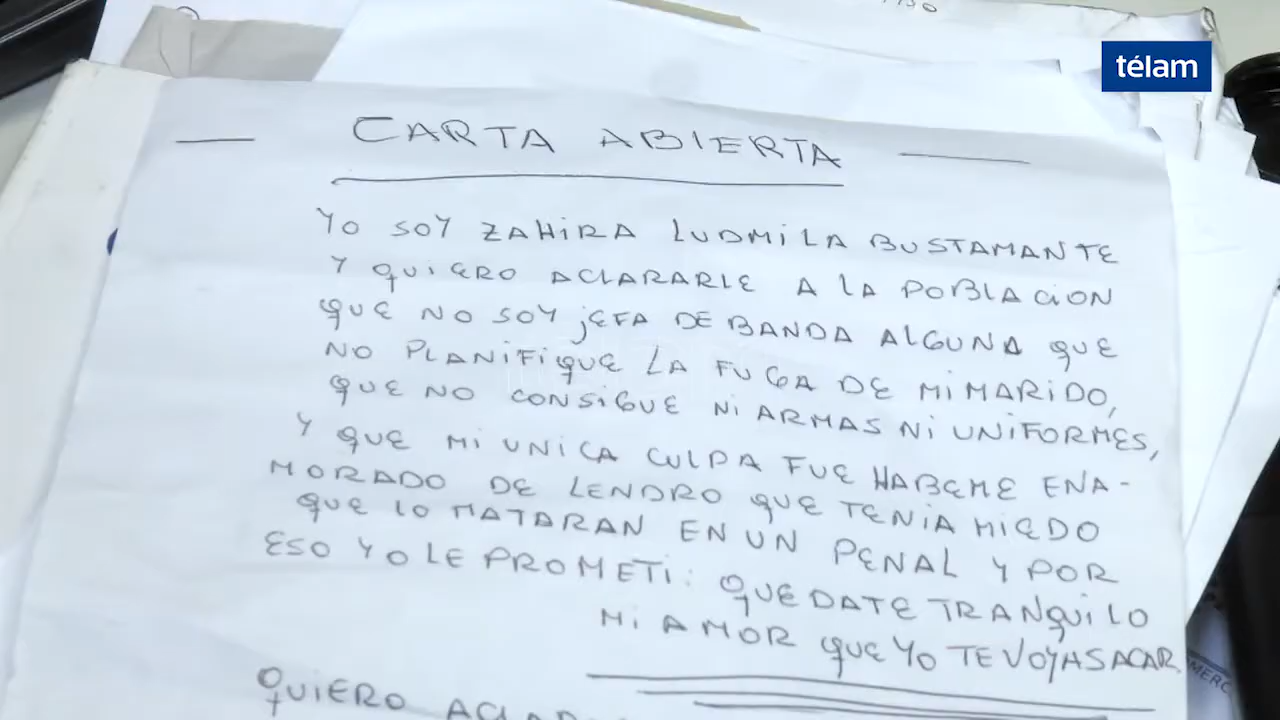 télam
CARTA ABIERTA
YO SOY ZAHIRA LUDMILA BUSTAMANTE
Y QUIERO ACLARARLE A LA POBLACION
QUE NO SOY JEFA DE BANDA ALGUNA QUE
NO PLANIFIQUE LA FUGA DE MI MARIDO,
QUE NO CONSIGUE NI ARMAS NI UNIFORMES,
Y QUE MI UNICA CULPA FUE HABEME ENA-
MORADO DE LENDRO QUE TENIA MIEDO
QUE LO MATARAN EN UN PENAL Y POR
ESO YO LE PROMETI: QUEDATE TRANQUILO
MI AMOR QUE YO TE VOY A SACAR
QUIERO